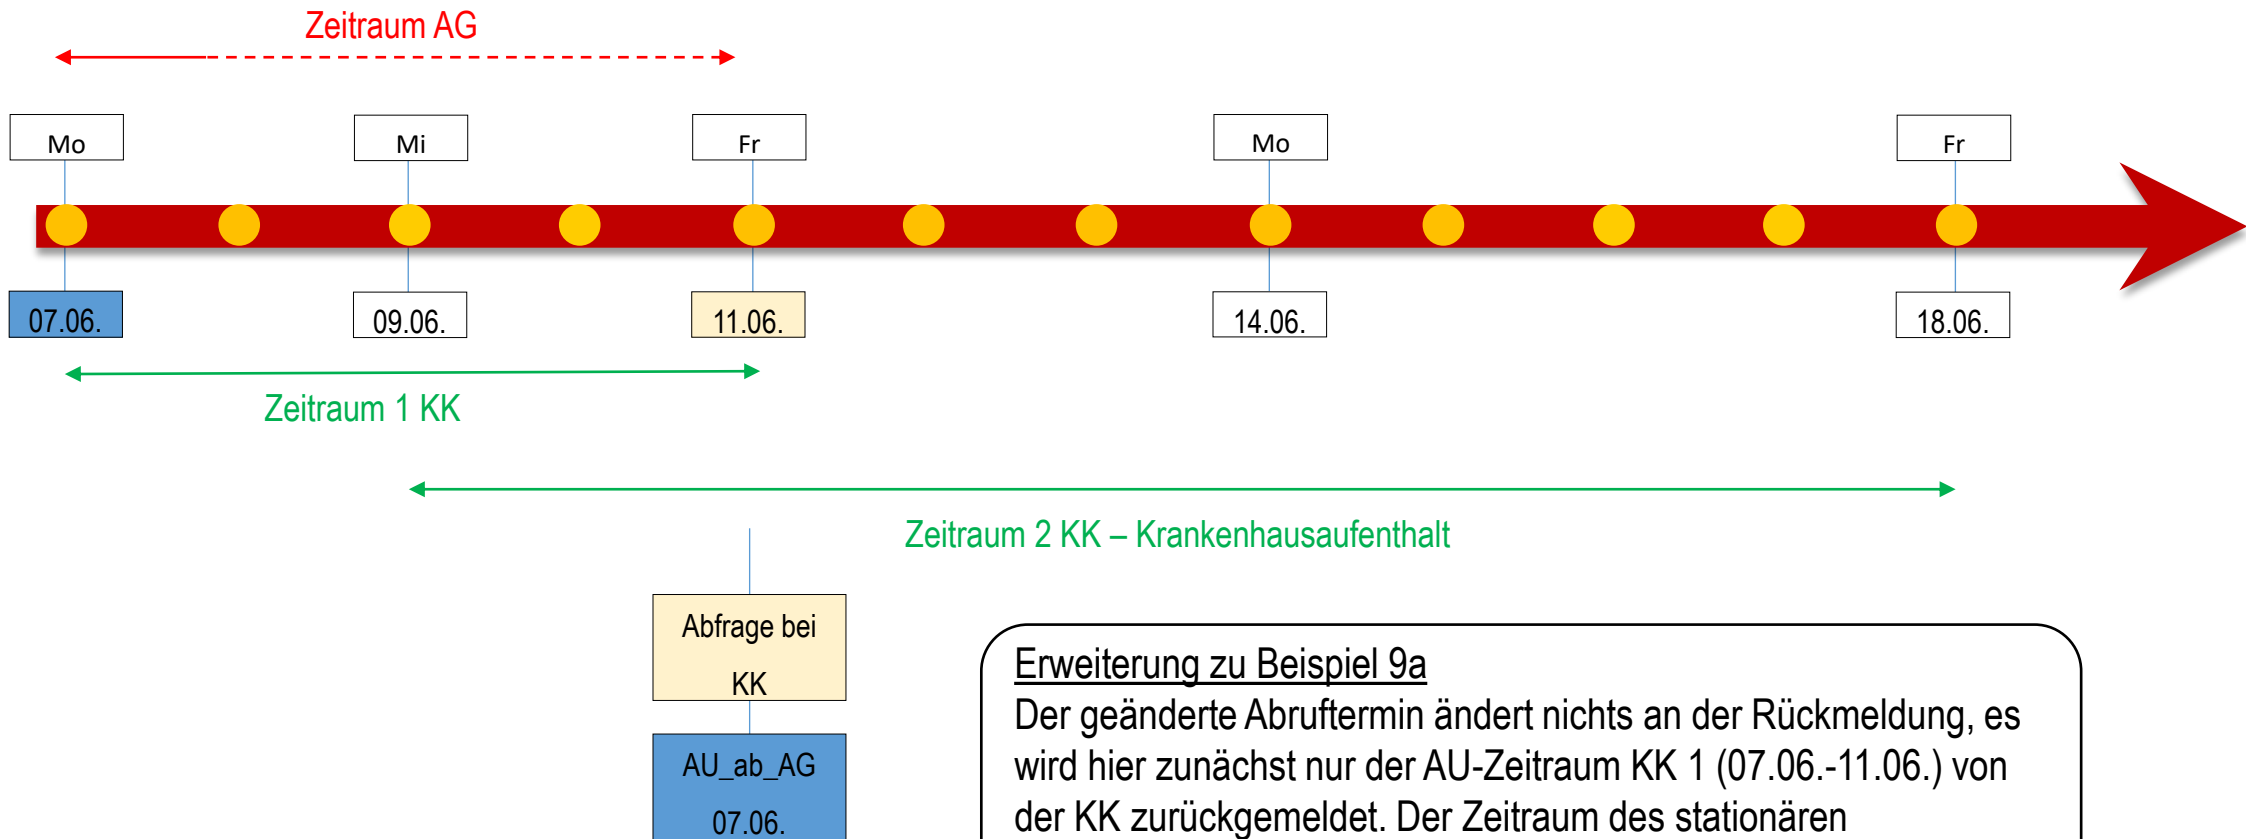 Zeitraum AG
Mo
Mi
Fr
Mo
Fr
07.06.
09.06.
11.06.
14.06.
18.06.
Zeitraum 1 KK
Zeitraum 2 KK – Krankenhausaufenthalt
Abfrage bei
KK
AU_ab_AG
07.06.
Erweiterung zu Beispiel 9a
Der geänderte Abruftermin ändert nichts an der Rückmeldung, es
wird hier zunächst nur der AU-Zeitraum KK 1 (07.06.-11.06.) von
der KK zurückgemeldet. Der Zeitraum des stationären